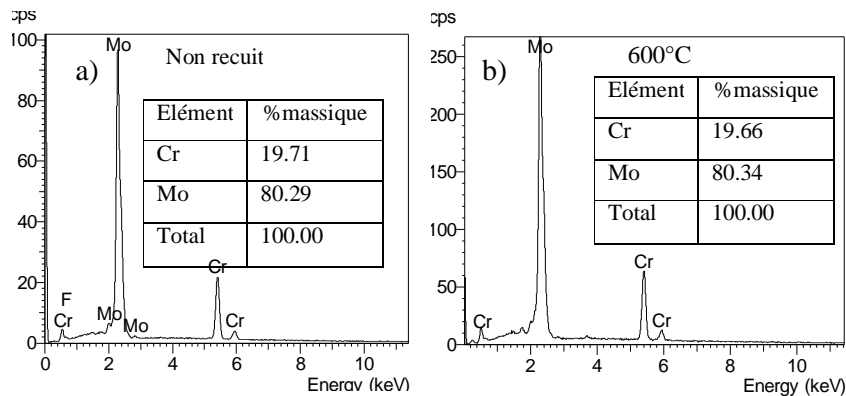 cps
100
80
60
40
20
0
a)
Non recuit
Mo
Elément %massique
Cr 19.71
Mo 80.29
Total 100.00
F
Cr
Mo
Mo
Cr
Cr
0 2 4 6 8 10
Energy (keV)
cps
250
200
150
100
50
0
b)
600°C
Mo
Elément %massique
Cr 19.66
Mo 80.34
Total 100.00
Cr
Cr
Cr
0 2 4 6 8 10
Energy (keV)